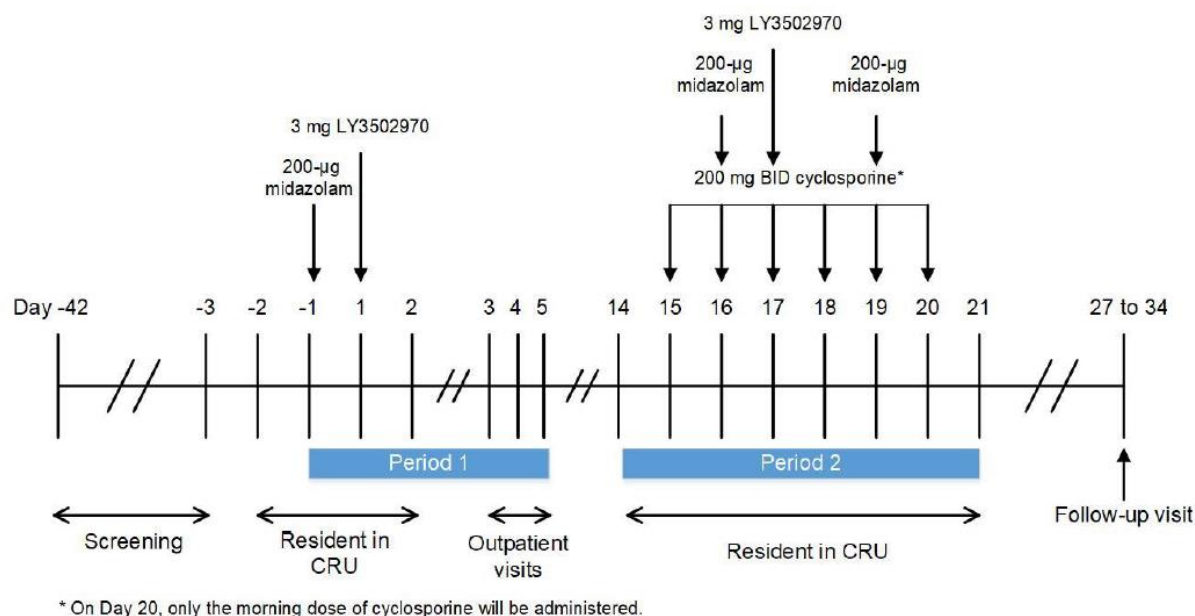 3 mg LY3502970
200-µg
midazolam
200-µg
midazolam
3 mg LY3502970
200-µg
midazolam
200 mg BID cyclosporine*
Day -42
-3
-2
-1
1
2
3
4
5
14
15
16
17
18
19
20
21
27 to 34
Period 1
Period 2
Screening
Resident in
CRU
Outpatient
visits
Resident in CRU
Follow-up visit
* On Day 20, only the morning dose of cyclosporine will be administered.